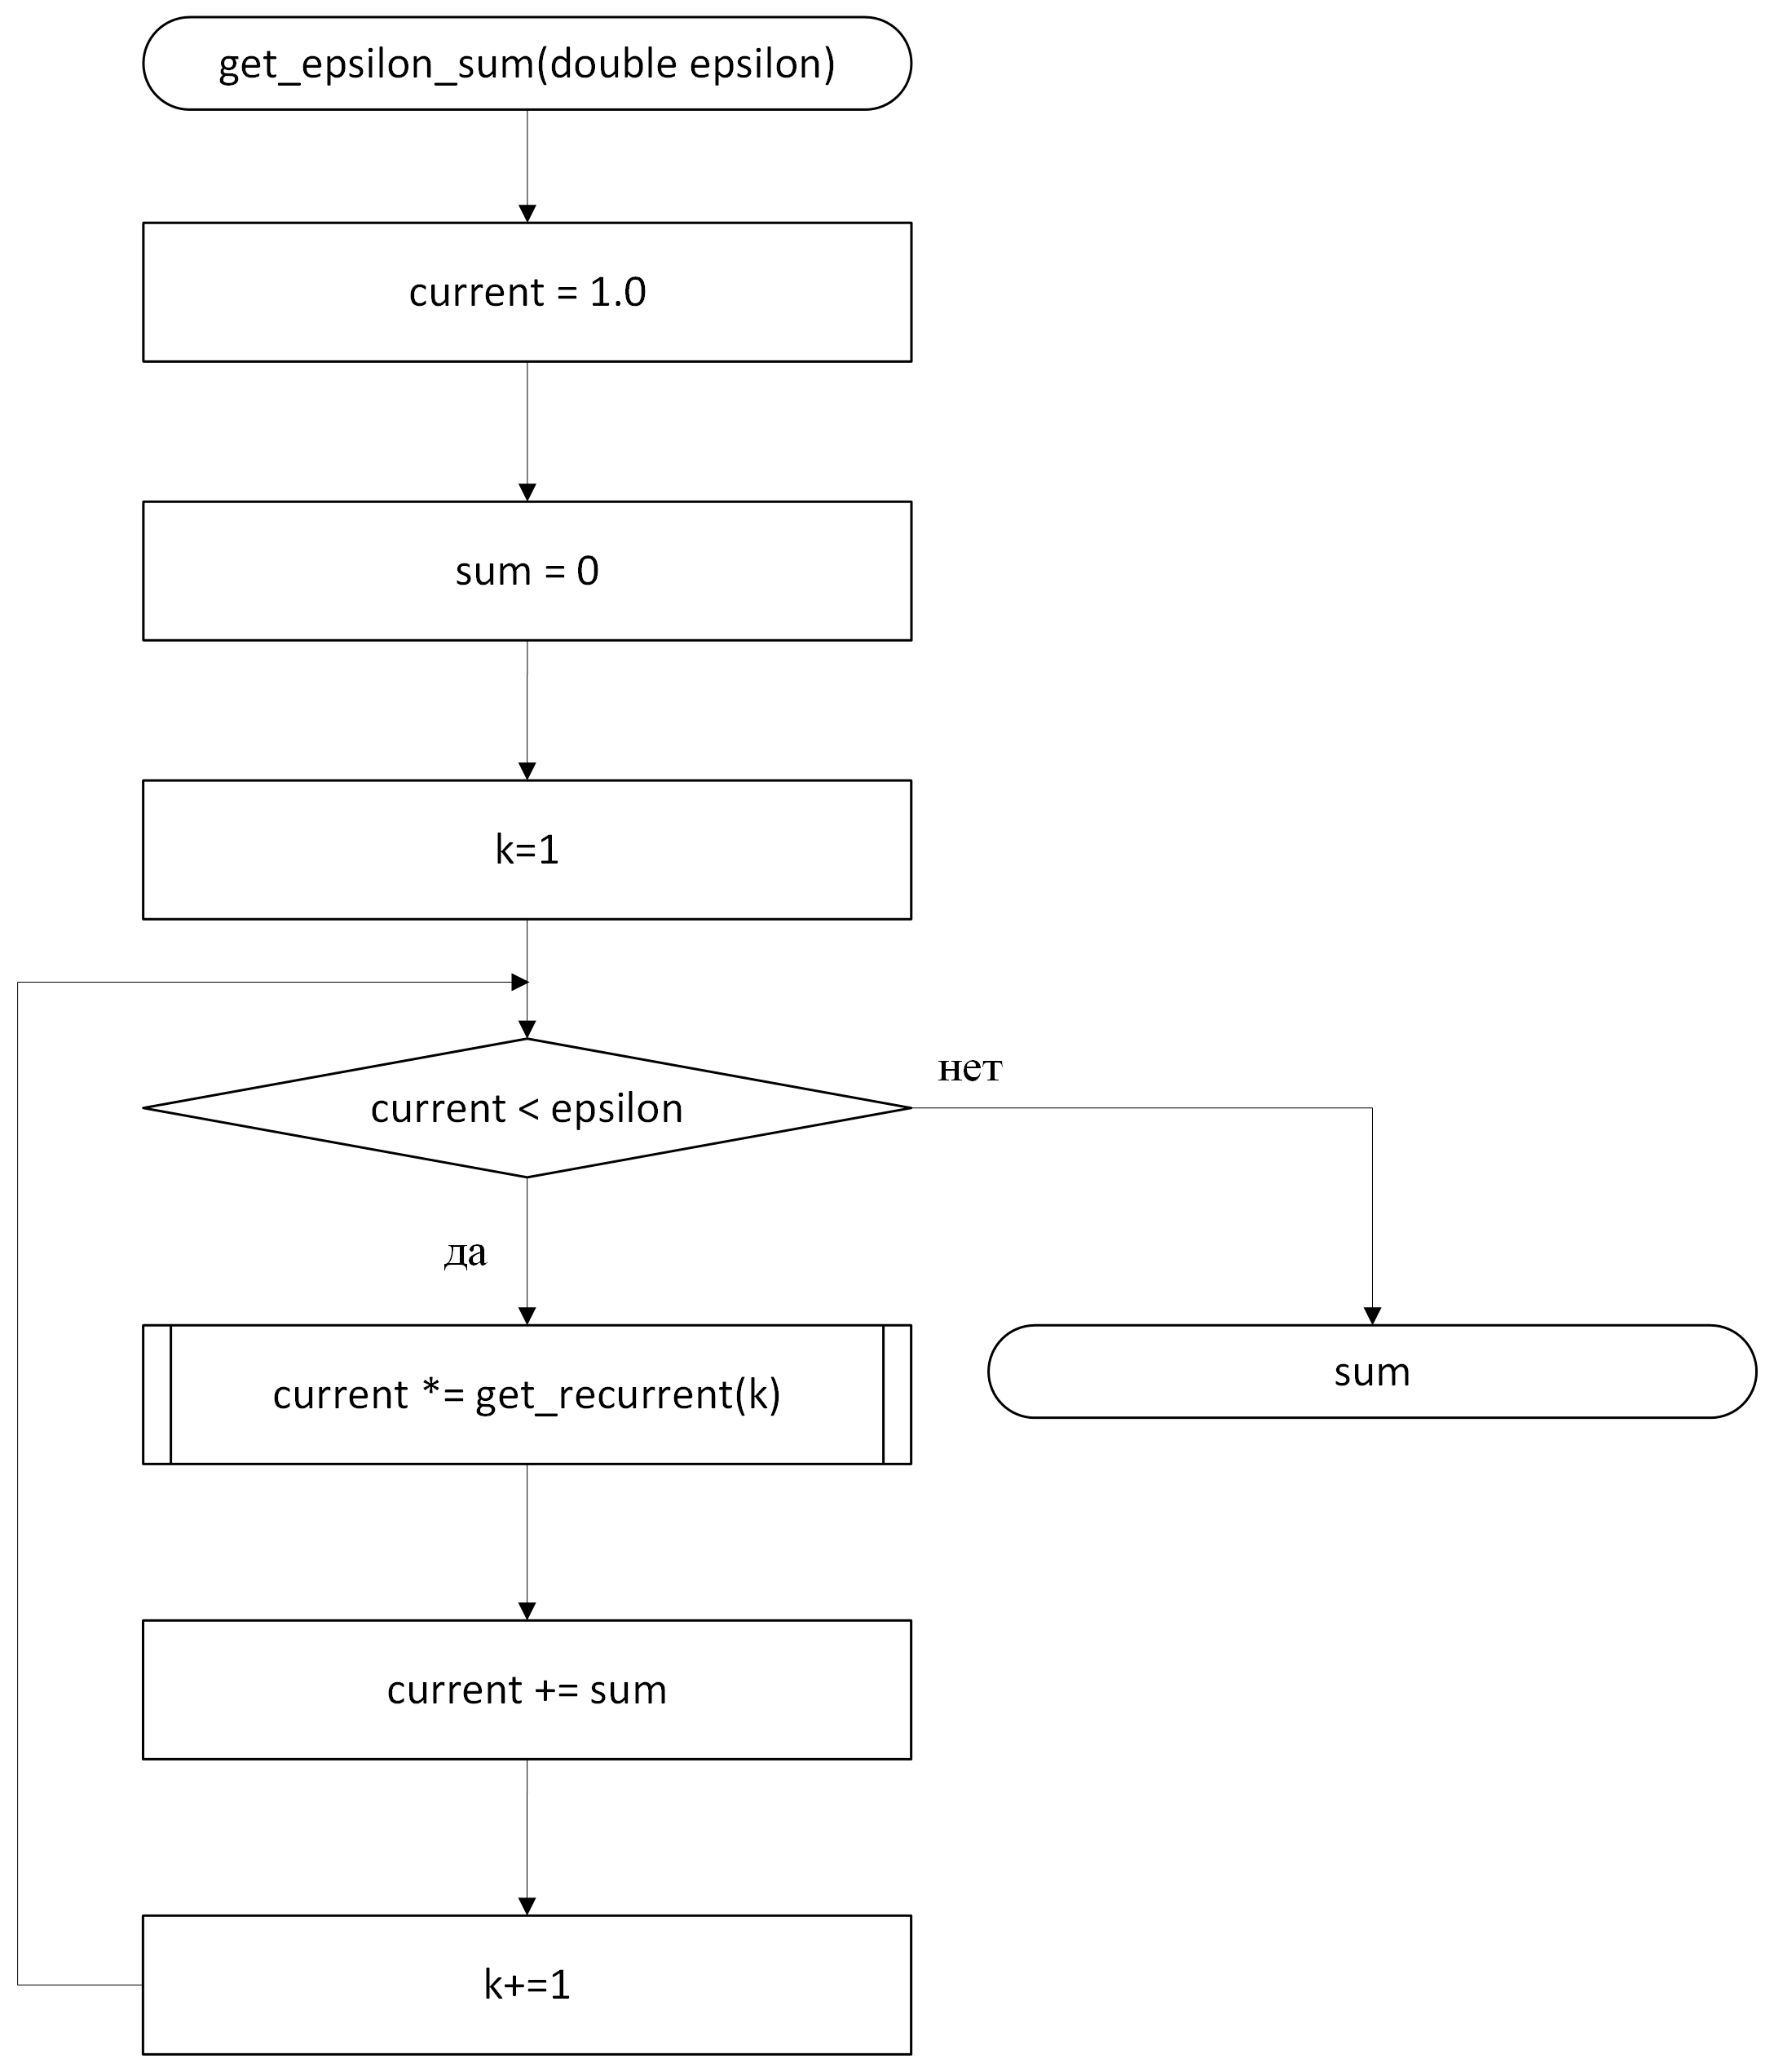 get_epsilon_sum(double epsilon)
current = 1.0
sum = 0
k=1
current < epsilon
нет
да
current *= get_recurrent(k)
sum
current += sum
k+=1